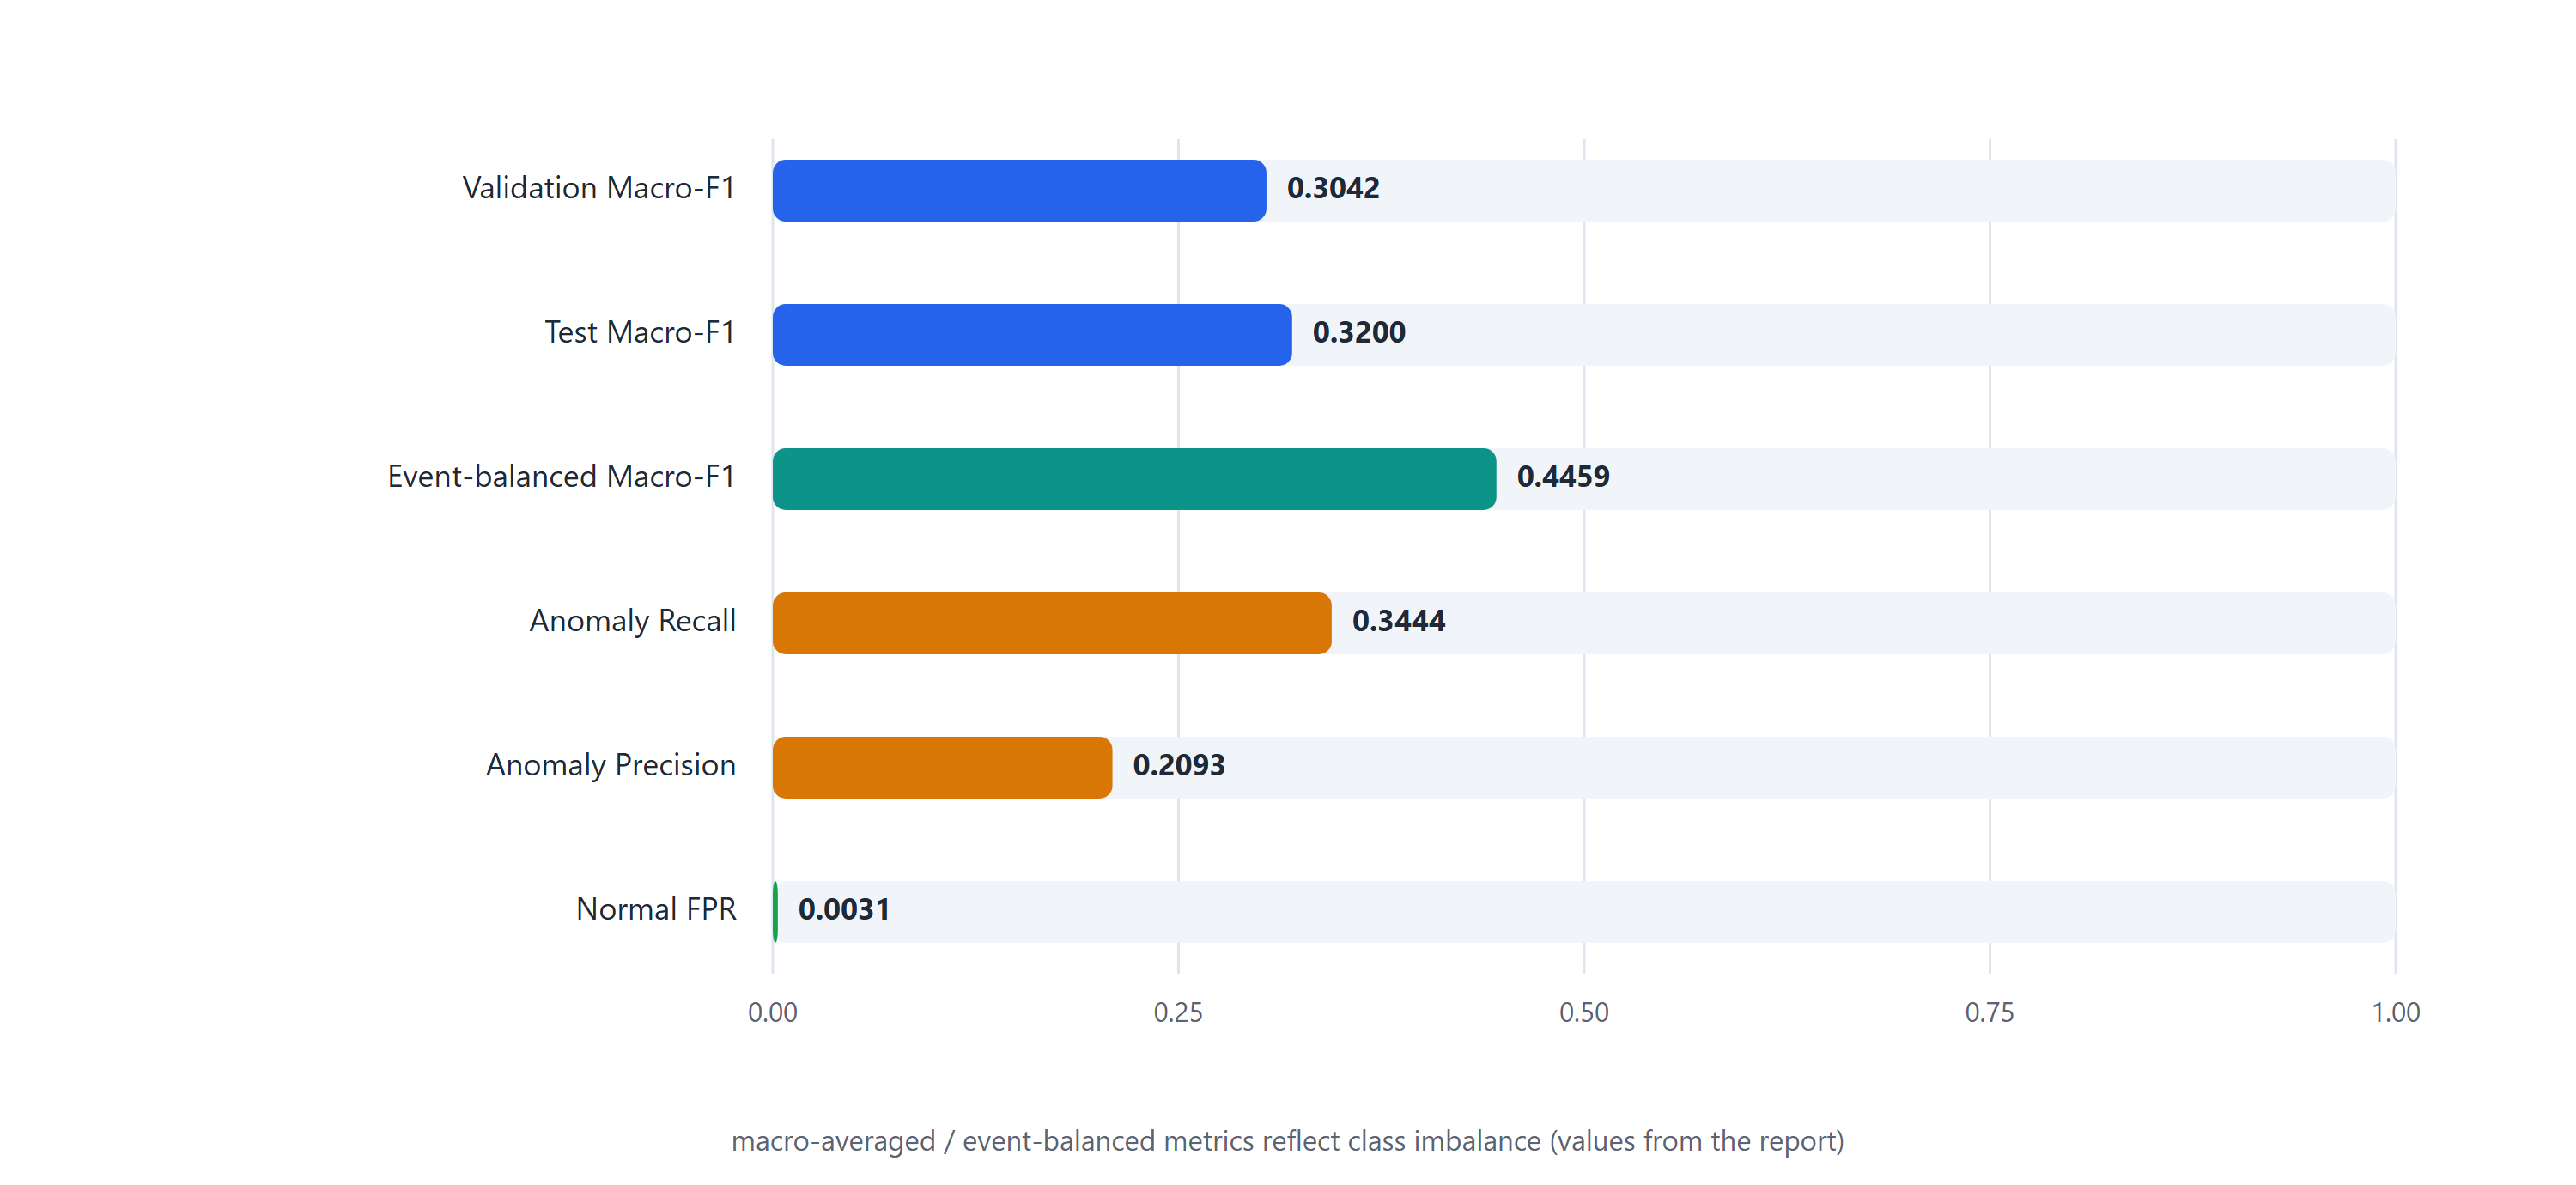 Validation Macro-F1 0.3042
Test Macro-F1 0.3200
Event-balanced Macro-F1 0.4459
Anomaly Recall 0.3444
Anomaly Precision 0.2093
Normal FPR 0.0031
0.00 0.25 0.50 0.75 1.00
macro-averaged / event-balanced metrics reflect class imbalance (values from the report)